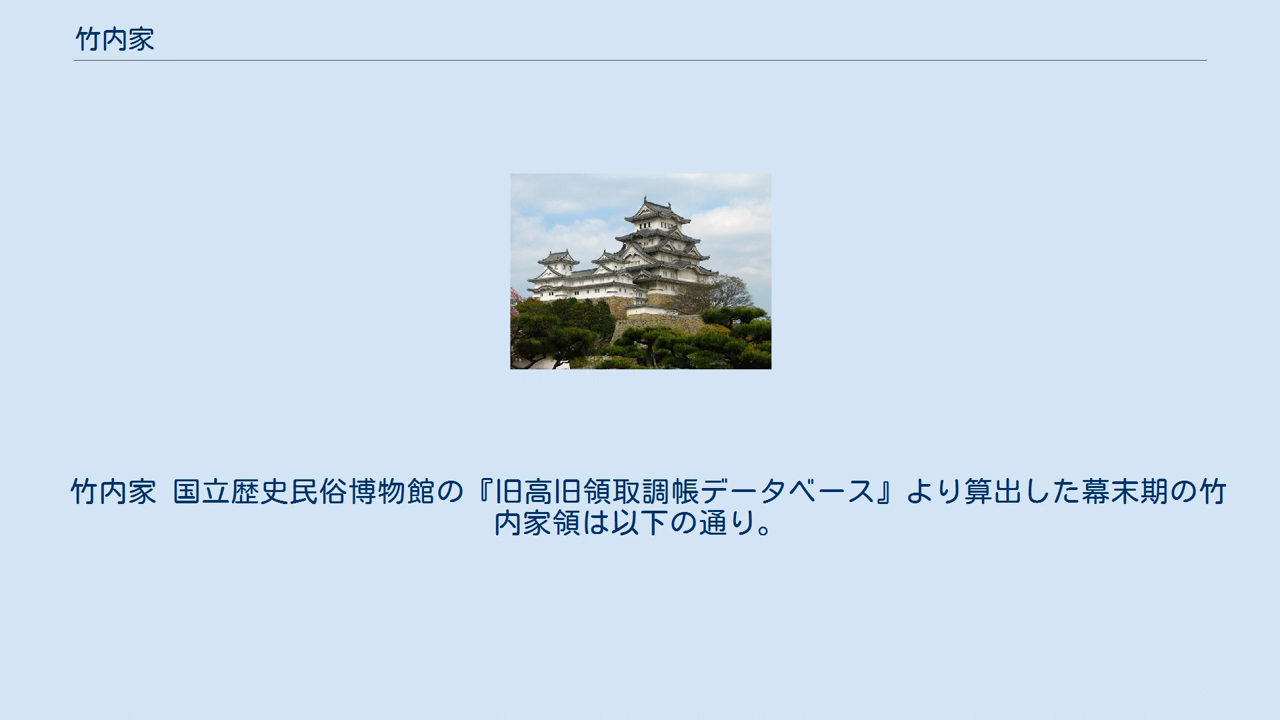 竹内家
竹内家 国立歴史民俗博物館の『旧高旧領取調帳データベース』より算出した幕末期の竹
内家領は以下の通り。